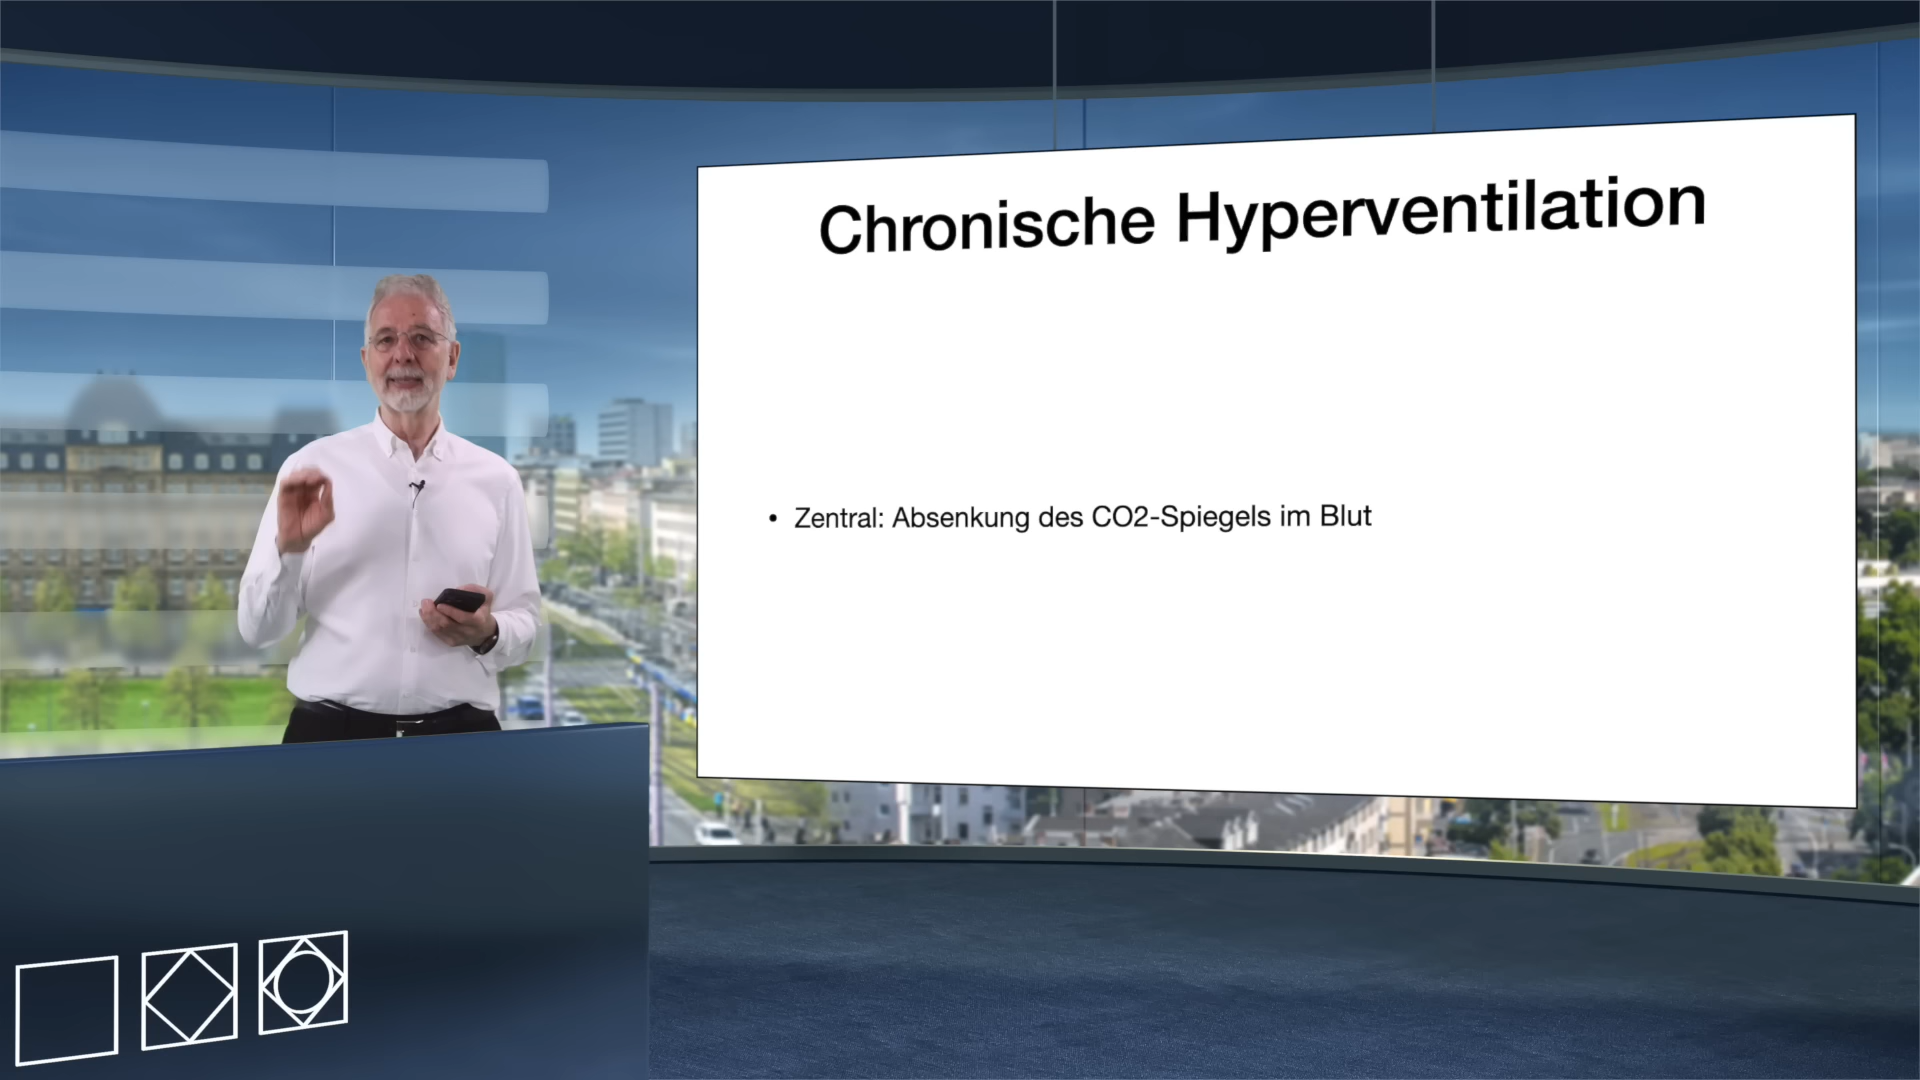 Chronische Hyperventilation
• Zentral: Absenkung des CO2-Spiegels im Blut